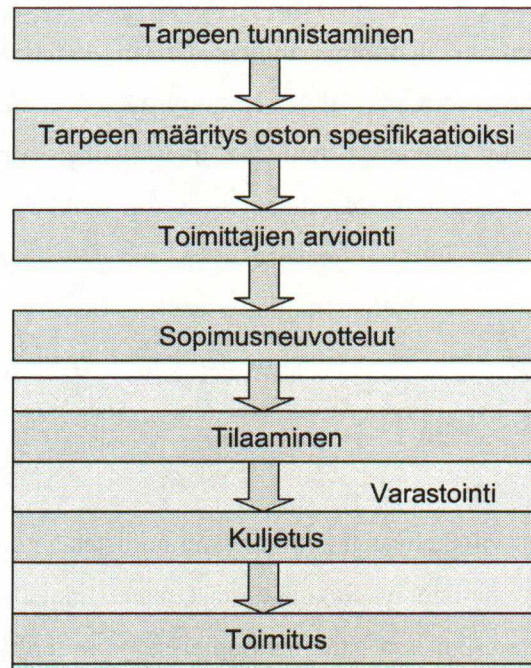 Tarpeen tunnistaminen
Tarpeen määritys oston spesifikaatioiksi
Toimittajien arviointi
Sopimusneuvottelut
Tilaaminen
Varastointi
Kuljetus
Toimitus